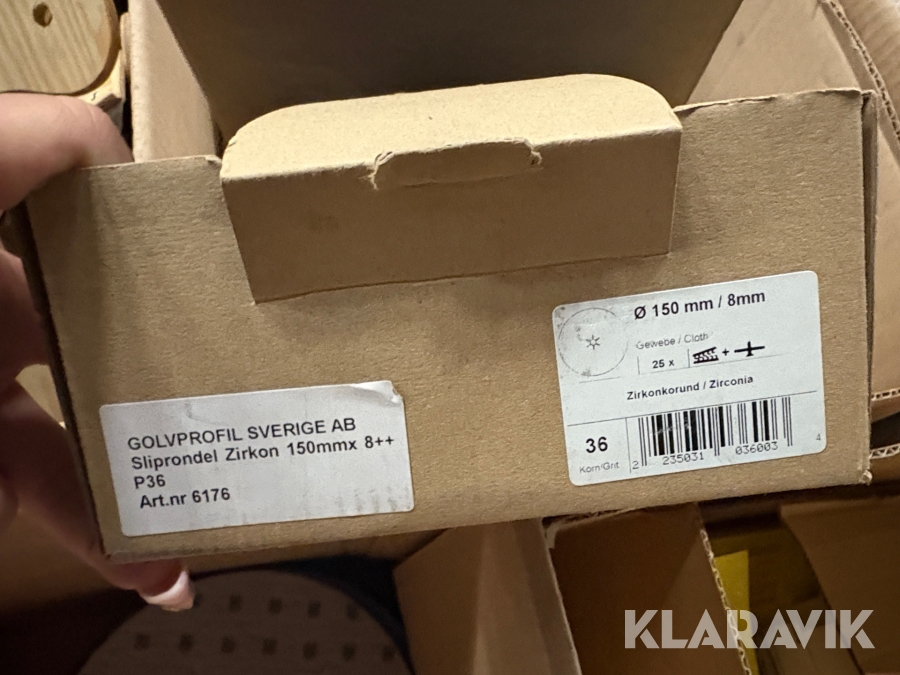 GOLVPROFIL SVERIGE AB
Sliprondel Zirkon 150mmx 8++
P36
Art.nr 6176
Ø 150 mm / 8mm
Gewebe / Cloth
25 x
+
Zirkonkorund / Zirconia
36
Korn/Grit
2 235031 036003 4
KLARAVIK